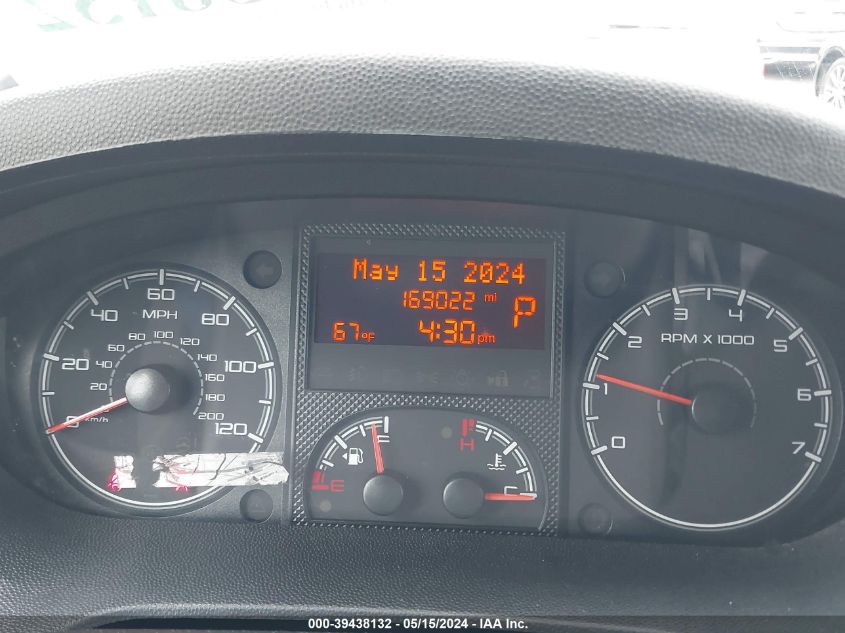 May 15 2024
169022 mi
P
67°F
4:30 pm
0 20 40 60 80 100 120
MPH
20 40 60 80 100 120 140 160 180 200
km/h
0 1 2 3 4 5 6 7
RPM X 1000
E F
H C
000-39438132 - 05/15/2024 - IAA Inc.